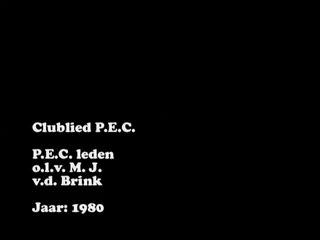 Clublied P.E.C.
P.E.C. leden
o.l.v. M. J.
v.d. Brink
Jaar: 1980